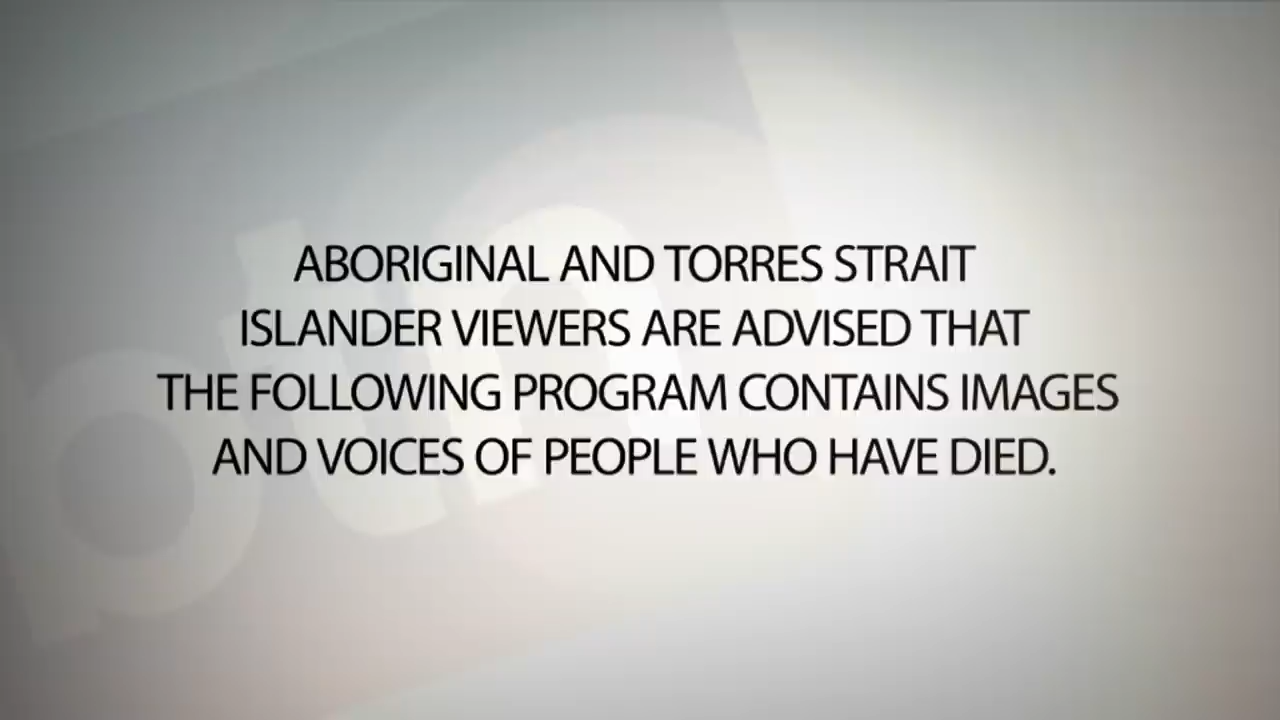 btn
ABORIGINAL AND TORRES STRAIT
ISLANDER VIEWERS ARE ADVISED THAT
THE FOLLOWING PROGRAM CONTAINS IMAGES
AND VOICES OF PEOPLE WHO HAVE DIED.